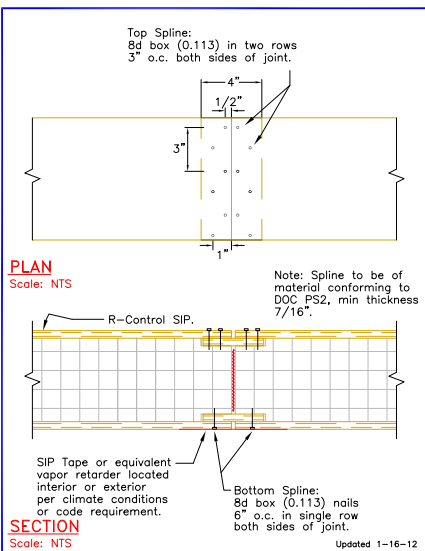 Top Spline:
8d box (0.113) in two rows
3" o.c. both sides of joint.
4"
1/2"
3"
1"
PLAN
Scale: NTS
Note: Spline to be of
material conforming to
DOC PS2, min thickness
7/16".
R-Control SIP.
SIP Tape or equivalent
vapor retarder located
interior or exterior
per climate conditions
or code requirement.
Bottom Spline:
8d box (0.113) nails
6" o.c. in single row
both sides of joint.
SECTION
Scale: NTS
Updated 1-16-12